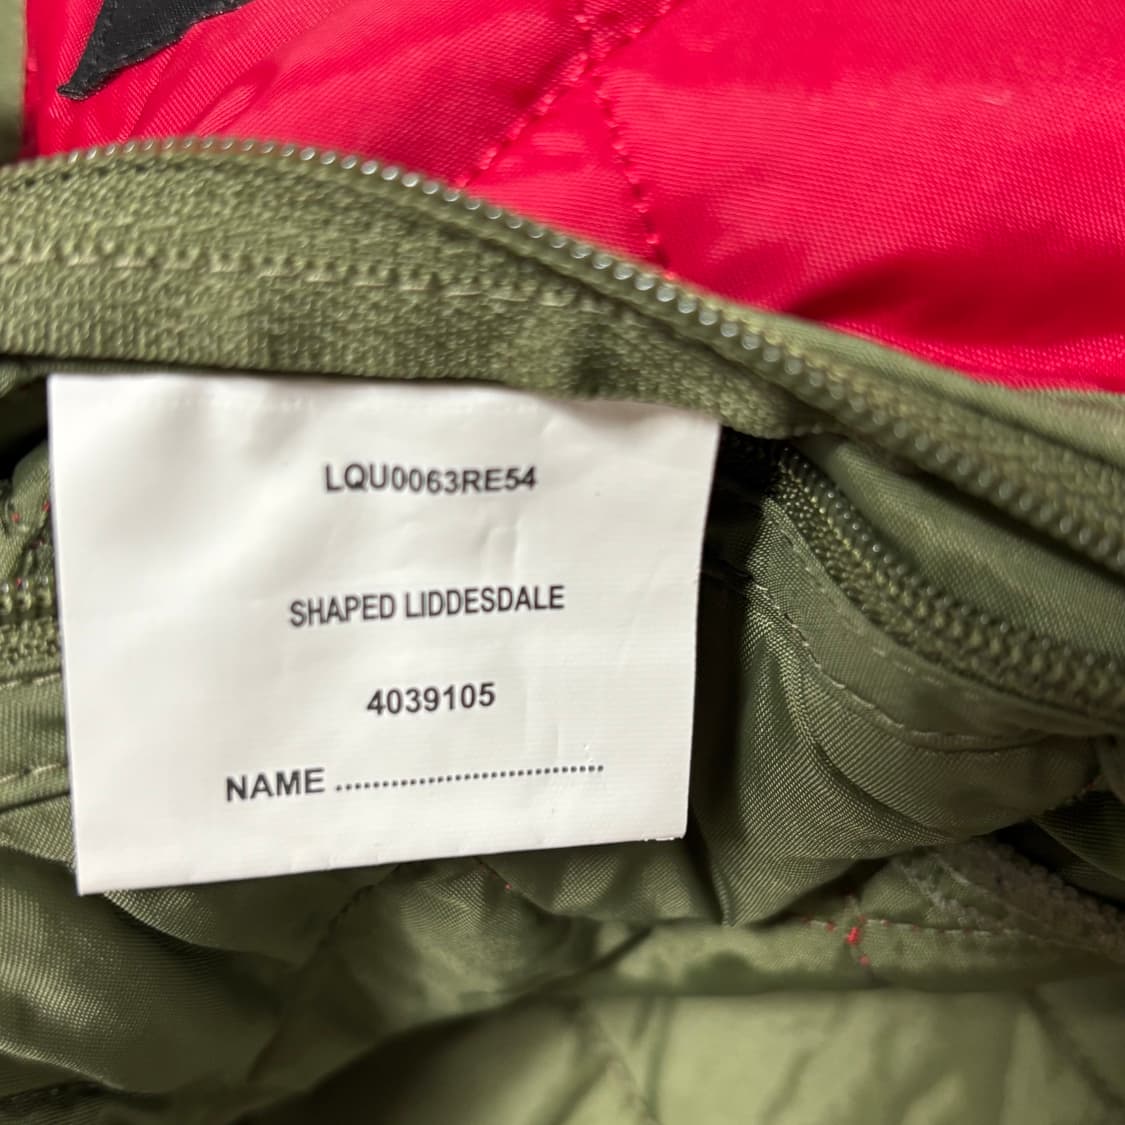 LQU0063RE54
SHAPED LIDDESDALE
4039105
NAME ..............................